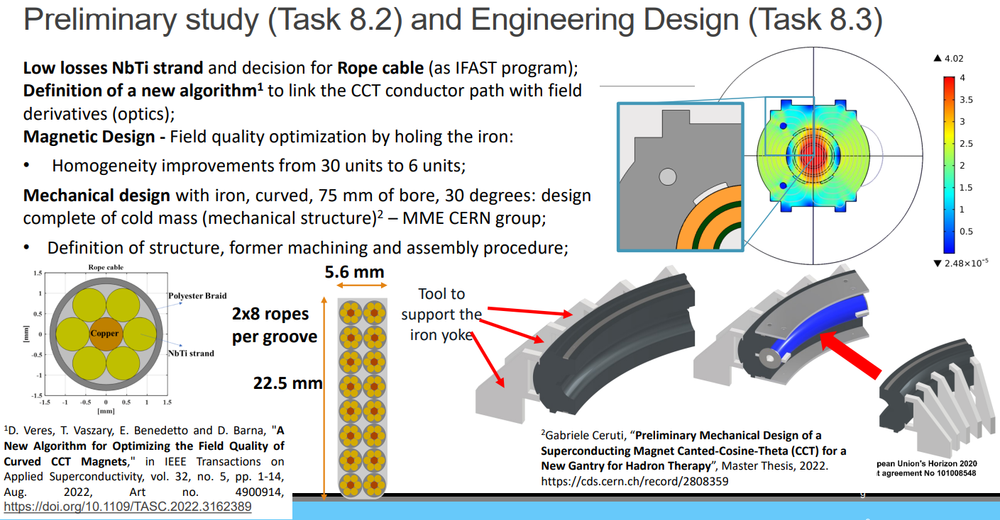 Preliminary study (Task 8.2) and Engineering Design (Task 8.3)
Low losses NbTi strand and decision for Rope cable (as IFAST program);
Definition of a new algorithm¹ to link the CCT conductor path with field
derivatives (optics);
Magnetic Design - Field quality optimization by holing the iron:
• Homogeneity improvements from 30 units to 6 units;
Mechanical design with iron, curved, 75 mm of bore, 30 degrees: design
complete of cold mass (mechanical structure)² – MME CERN group;
• Definition of structure, former machining and assembly procedure;
▲ 4.02
4
3.5
3
2.5
2
1.5
1
0.5
▼ 2.48×10⁻⁵
Rope cable
1.5
1
0.5
0
-0.5
-1
-1.5
[mm]
-1.5 -1 -0.5 0 0.5 1 1.5
[mm]
Copper
Polyester Braid
NbTi strand
5.6 mm
2x8 ropes
per groove
22.5 mm
Tool to
support the
iron yoke
¹D. Veres, T. Vaszary, E. Benedetto and D. Barna, "A
New Algorithm for Optimizing the Field Quality of
Curved CCT Magnets," in IEEE Transactions on
Applied Superconductivity, vol. 32, no. 5, pp. 1-14,
Aug. 2022, Art no. 4900914,
https://doi.org/10.1109/TASC.2022.3162389
²Gabriele Ceruti, “Preliminary Mechanical Design of a
Superconducting Magnet Canted-Cosine-Theta (CCT) for a
New Gantry for Hadron Therapy”, Master Thesis, 2022.
https://cds.cern.ch/record/2808359
pean Union's Horizon 2020
t agreement No 101008548